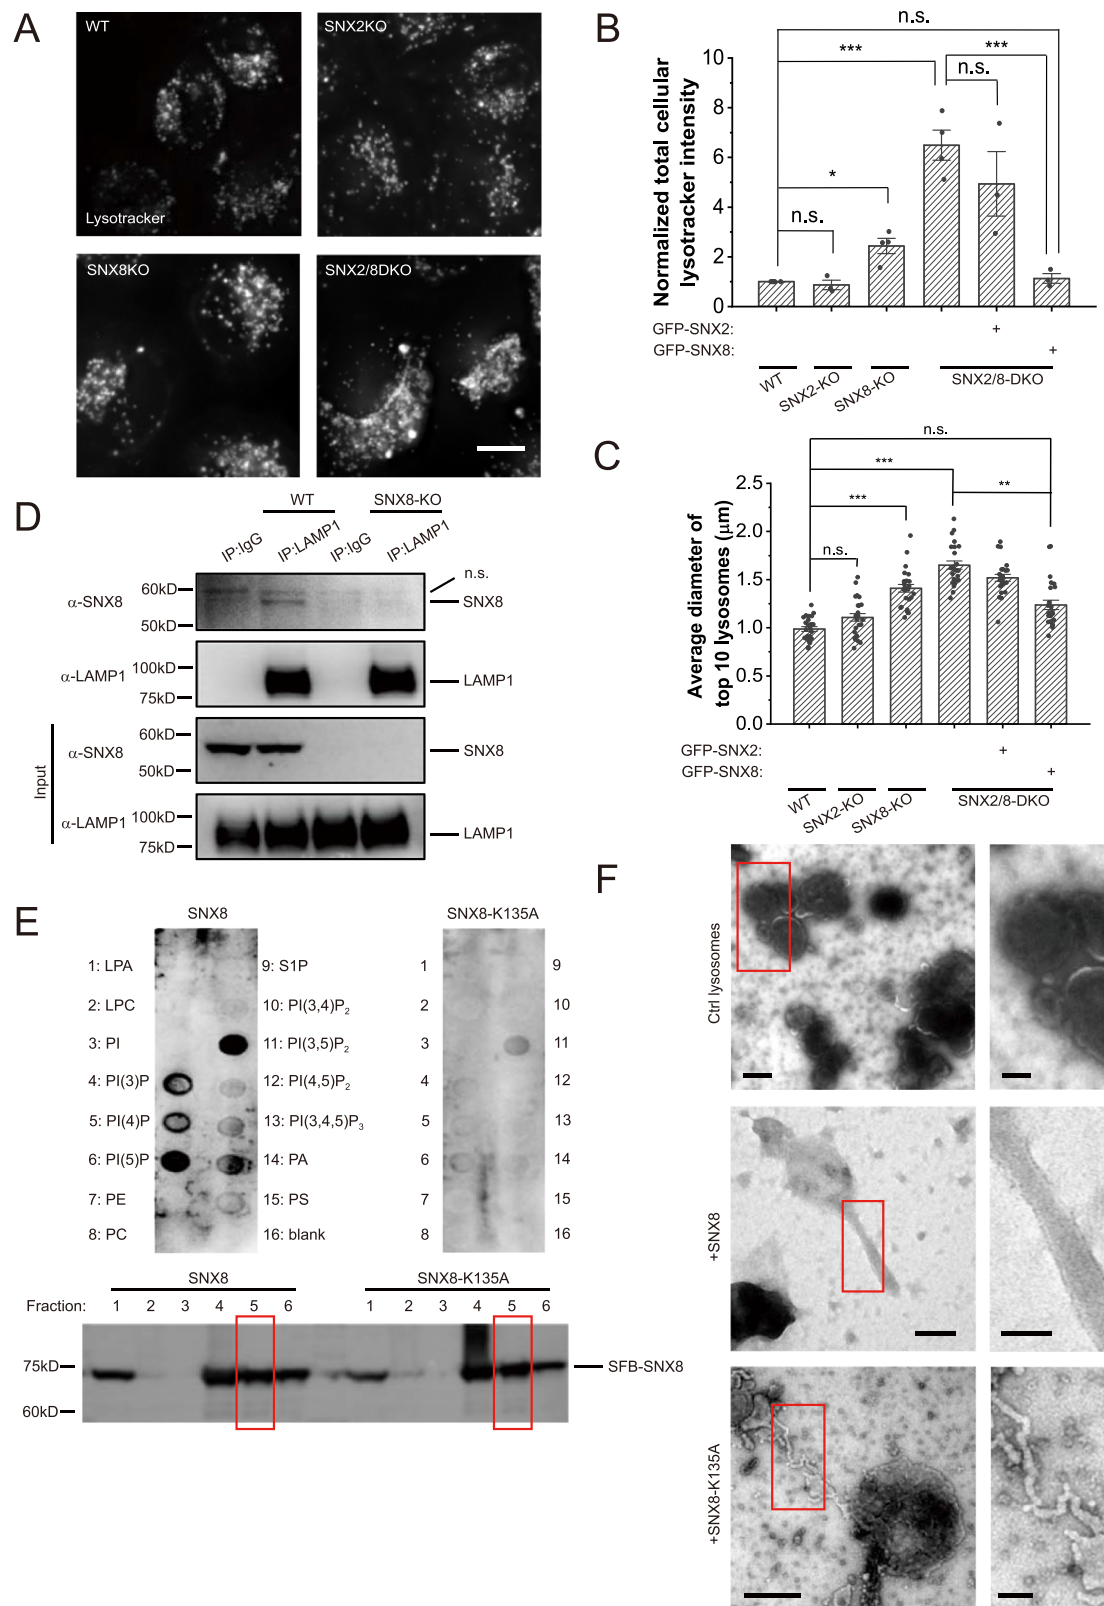 A
WT
SNX2KO
Lysotracker
SNX8KO
SNX2/8DKO
B
n.s.
***
***
n.s.
*
n.s.
Normalized total cellular
lysotracker intensity
10
8
6
4
2
0
GFP-SNX2: +
GFP-SNX8: +
WT
SNX2-KO
SNX8-KO
SNX2/8-DKO
C
n.s.
***
**
***
n.s.
Average diameter of
top 10 lysosomes (μm)
2.5
2.0
1.5
1.0
0.5
0.0
GFP-SNX2: +
GFP-SNX8: +
WT
SNX2-KO
SNX8-KO
SNX2/8-DKO
D
WT SNX8-KO
IP:IgG IP:LAMP1 IP:IgG IP:LAMP1
α-SNX8 60kD 50kD n.s. SNX8
α-LAMP1 100kD 75kD LAMP1
Input
α-SNX8 60kD 50kD SNX8
α-LAMP1 100kD 75kD LAMP1
E
SNX8 SNX8-K135A
1: LPA 9: S1P 1 9
2: LPC 10: PI(3,4)P2 2 10
3: PI 11: PI(3,5)P2 3 11
4: PI(3)P 12: PI(4,5)P2 4 12
5: PI(4)P 13: PI(3,4,5)P3 5 13
6: PI(5)P 14: PA 6 14
7: PE 15: PS 7 15
8: PC 16: blank 8 16
SNX8 SNX8-K135A
Fraction: 1 2 3 4 5 6 1 2 3 4 5 6
75kD SFB-SNX8
60kD
F
Ctrl lysosomes
+SNX8
+SNX8-K135A